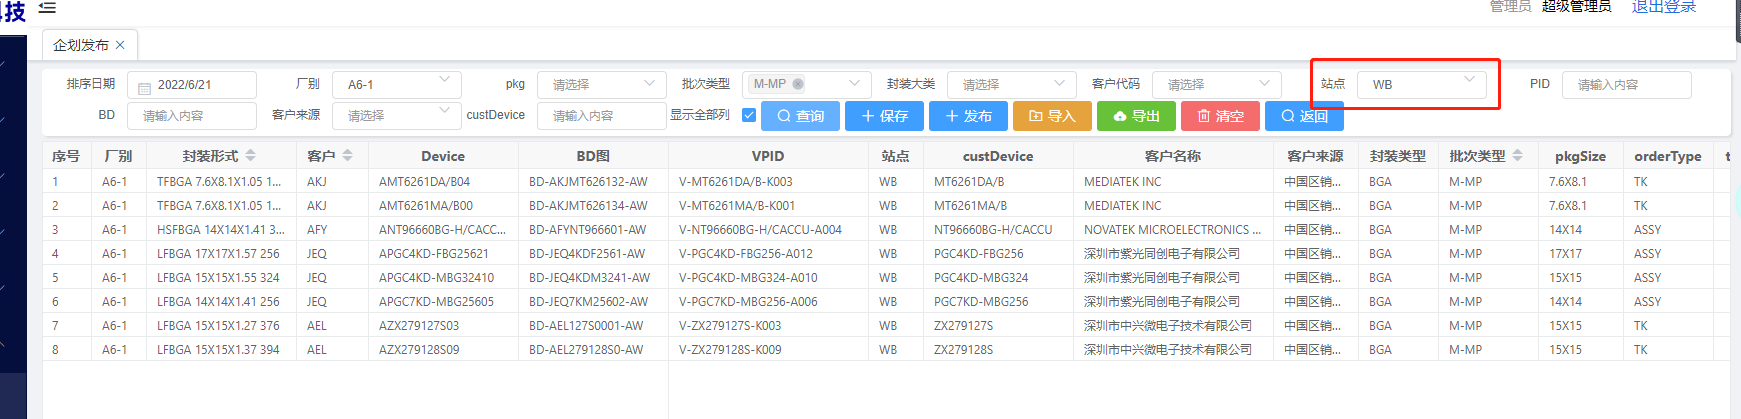 科技
管理员 超级管理员 退出登录
企划发布
排序日期 2022/6/21 厂别 A6-1 pkg 请选择 批次类型 M-MP 封装大类 请选择 客户代码 请选择 站点 WB PID 请输入内容
BD 请输入内容 客户来源 请选择 custDevice 请输入内容 显示全部列 查询 保存 发布 导入 导出 清空 返回
序号 厂别 封装形式 客户 Device BD图 VPID 站点 custDevice 客户名称 客户来源 封装类型 批次类型 pkgSize orderType t
1 A6-1 TFBGA 7.6X8.1X1.05 1... AKJ AMT6261DA/B04 BD-AKJMT626132-AW V-MT6261DA/B-K003 WB MT6261DA/B MEDIATEK INC 中国区销... BGA M-MP 7.6X8.1 TK
2 A6-1 TFBGA 7.6X8.1X1.05 1... AKJ AMT6261MA/B00 BD-AKJMT626134-AW V-MT6261MA/B-K001 WB MT6261MA/B MEDIATEK INC 中国区销... BGA M-MP 7.6X8.1 TK
3 A6-1 HSFBGA 14X14X1.41 3... AFY ANT96660BG-H/CACC... BD-AFYNT966601-AW V-NT96660BG-H/CACCU-A004 WB NT96660BG-H/CACCU NOVATEK MICROELECTRONICS ... 中国区销... BGA M-MP 14X14 ASSY
4 A6-1 LFBGA 17X17X1.57 256 JEQ APGC4KD-FBG25621 BD-JEQ4KDF2561-AW V-PGC4KD-FBG256-A012 WB PGC4KD-FBG256 深圳市紫光同创电子有限公司 中国区销... BGA M-MP 17X17 ASSY
5 A6-1 LFBGA 15X15X1.55 324 JEQ APGC4KD-MBG32410 BD-JEQ4KDM3241-AW V-PGC4KD-MBG324-A010 WB PGC4KD-MBG324 深圳市紫光同创电子有限公司 中国区销... BGA M-MP 15X15 ASSY
6 A6-1 LFBGA 14X14X1.41 256 JEQ APGC7KD-MBG25605 BD-JEQ7KM25602-AW V-PGC7KD-MBG256-A006 WB PGC7KD-MBG256 深圳市紫光同创电子有限公司 中国区销... BGA M-MP 14X14 ASSY
7 A6-1 LFBGA 15X15X1.27 376 AEL AZX279127S03 BD-AEL127S0001-AW V-ZX279127S-K003 WB ZX279127S 深圳市中兴微电子技术有限公司 中国区销... BGA M-MP 15X15 TK
8 A6-1 LFBGA 15X15X1.37 394 AEL AZX279128S09 BD-AEL279128S0-AW V-ZX279128S-K009 WB ZX279128S 深圳市中兴微电子技术有限公司 中国区销... BGA M-MP 15X15 TK